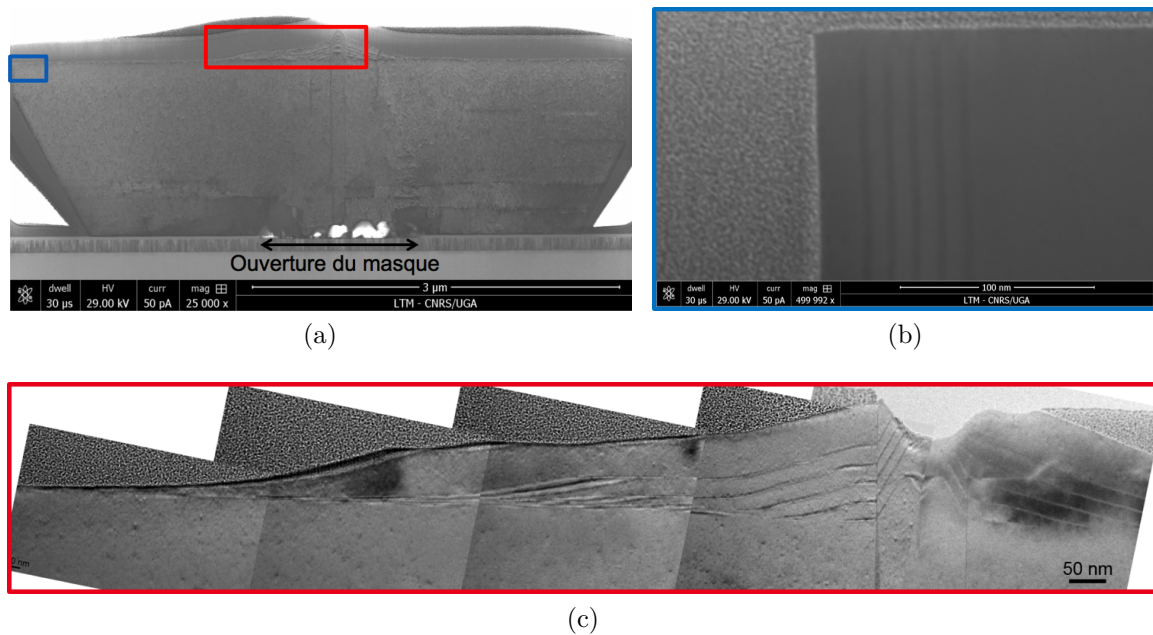 Ouverture du masque
dwell HV curr mag
30 µs 29.00 kV 50 pA 25 000 x
3 µm
LTM - CNRS/UGA
(a)
dwell HV curr mag
30 µs 29.00 kV 50 pA 499 992 x
100 nm
LTM - CNRS/UGA
(b)
50 nm
(c)